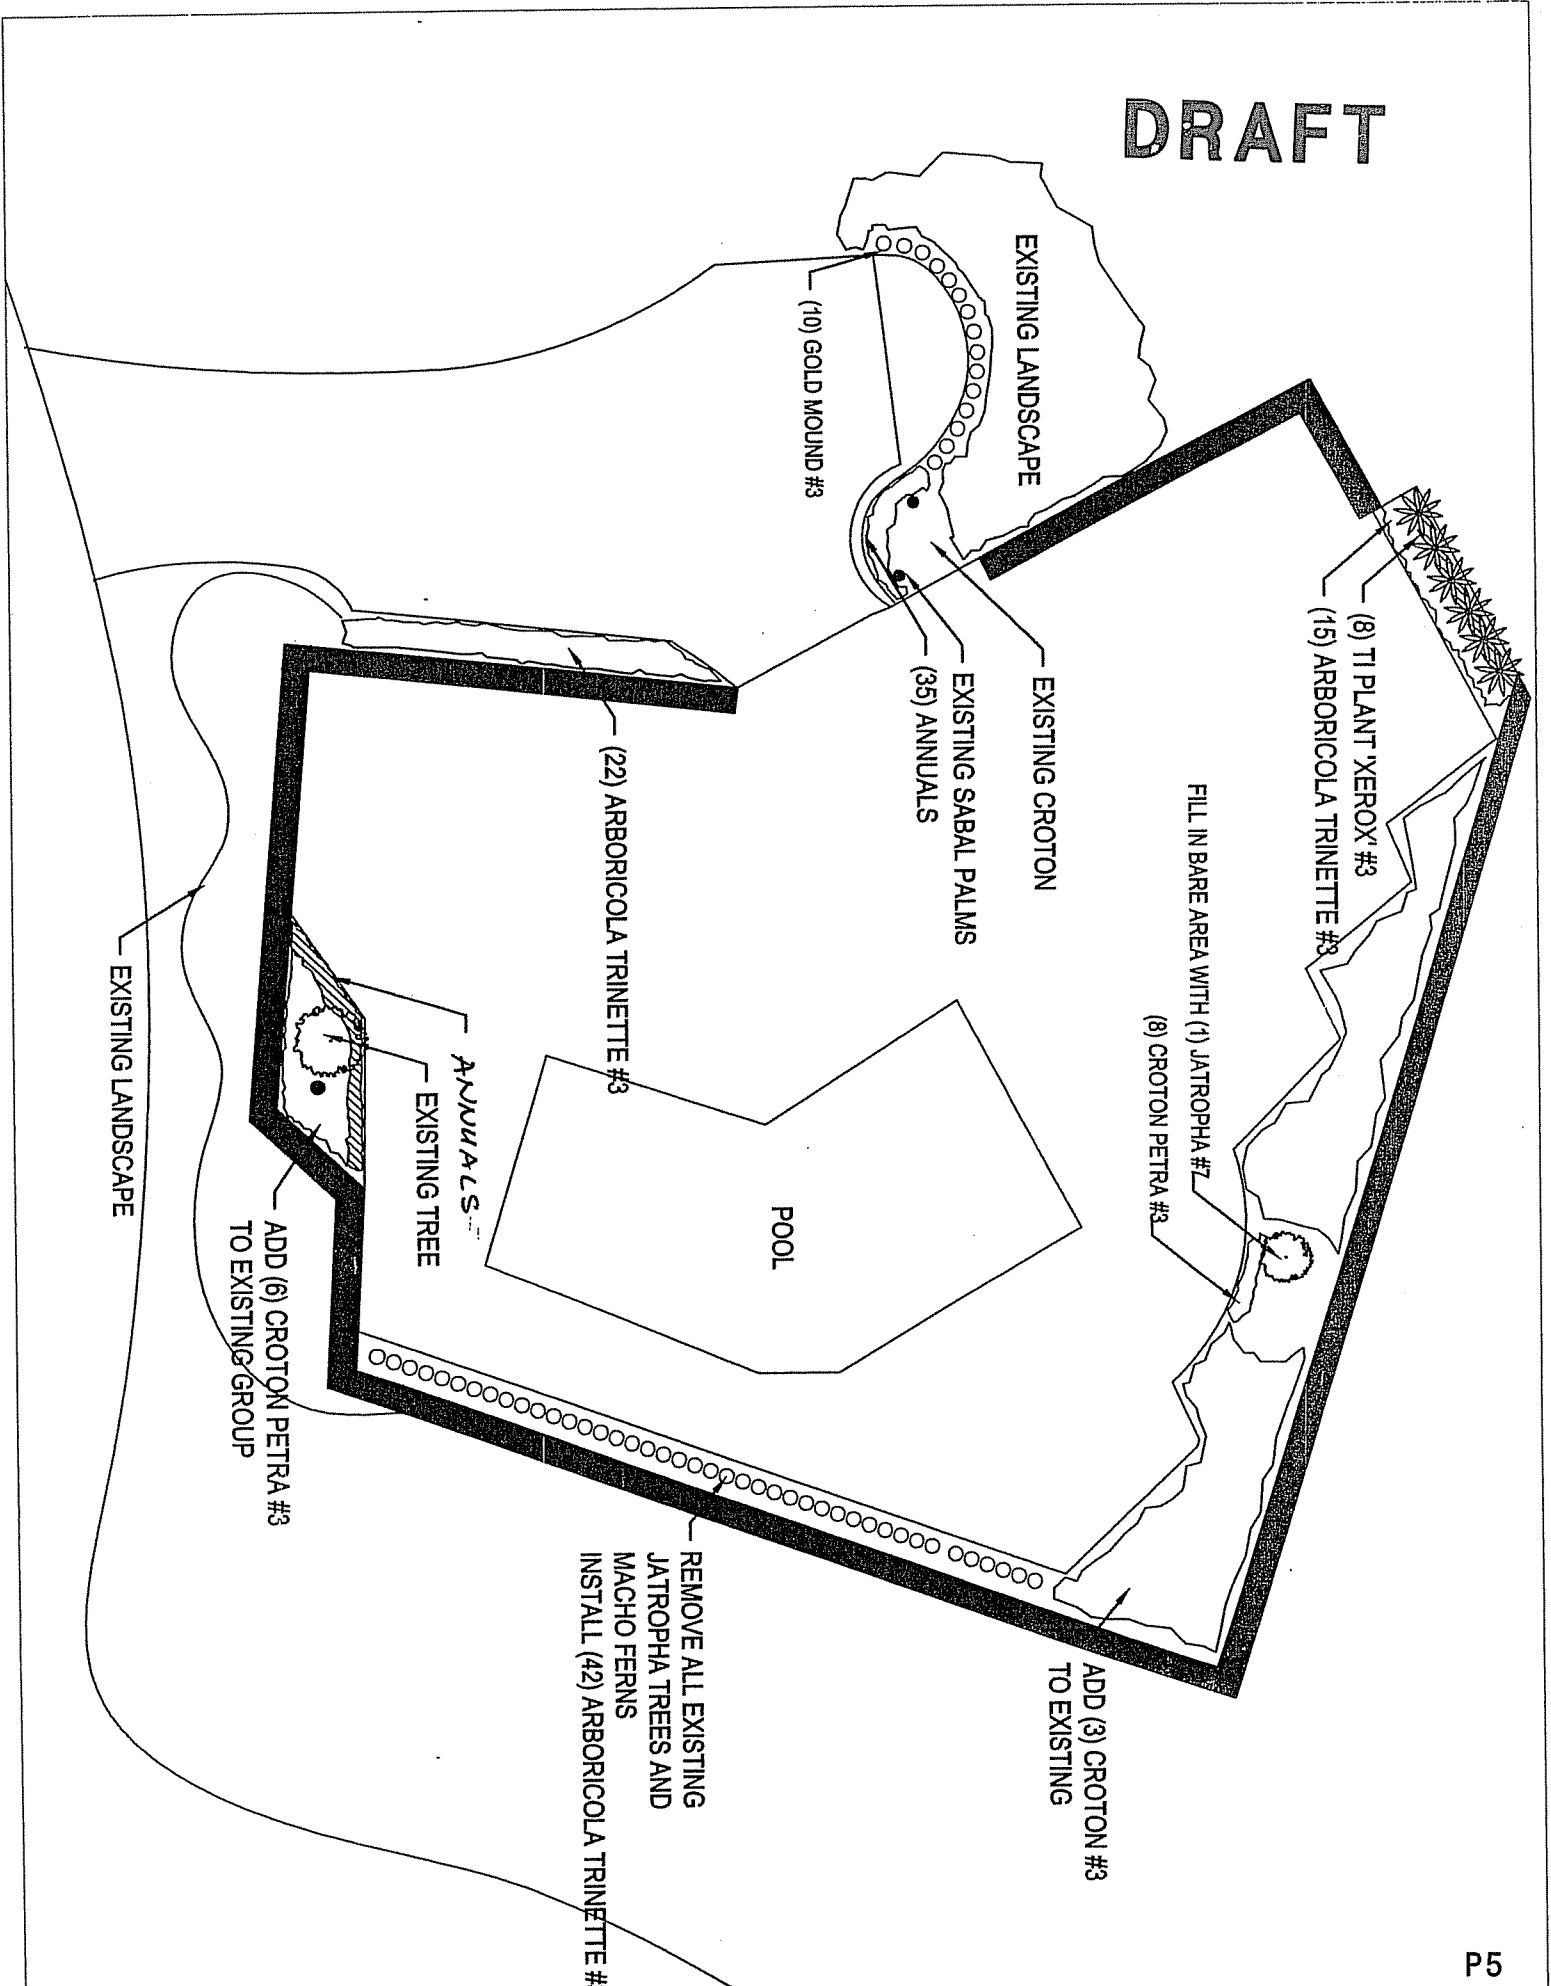 DRAFT
EXISTING LANDSCAPE
(10) GOLD MOUND #3
(8) TI PLANT 'XEROX' #3
(15) ARBORICOLA TRINETTE #3
EXISTING CROTON
EXISTING SABAL PALMS
(35) ANNUALS
(22) ARBORICOLA TRINETTE #3
FILL IN BARE AREA WITH (1) JATROPHA #7
(8) CROTON PETRA #3
POOL
ANNUALS
EXISTING TREE
EXISTING LANDSCAPE
ADD (6) CROTON PETRA #3
TO EXISTING GROUP
REMOVE ALL EXISTING
JATROPHA TREES AND
MACHO FERNS
INSTALL (42) ARBORICOLA TRINETTE #
ADD (3) CROTON #3
TO EXISTING
P5